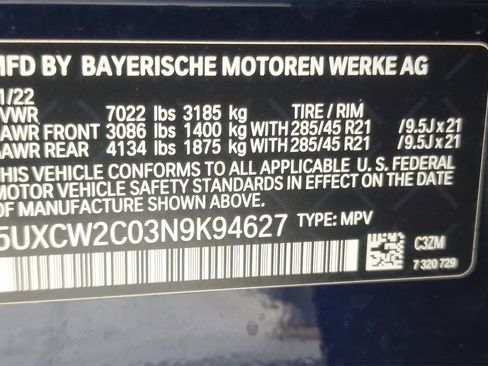 MFD BY BAYERISCHE MOTOREN WERKE AG
1/22
VWR 7022 lbs 3185 kg TIRE / RIM
AWR FRONT 3086 lbs 1400 kg WITH 285/45 R21 /9.5J x 21
AWR REAR 4134 lbs 1875 kg WITH 285/45 R21 /9.5J x 21
THIS VEHICLE CONFORMS TO ALL APPLICABLE U. S. FEDERAL
MOTOR VEHICLE SAFETY STANDARDS IN EFFECT ON THE
DATE OF MANUFACTURE SHOWN ABOVE.
5UXCW2C03N9K94627 TYPE: MPV
C3ZM
7 320 729